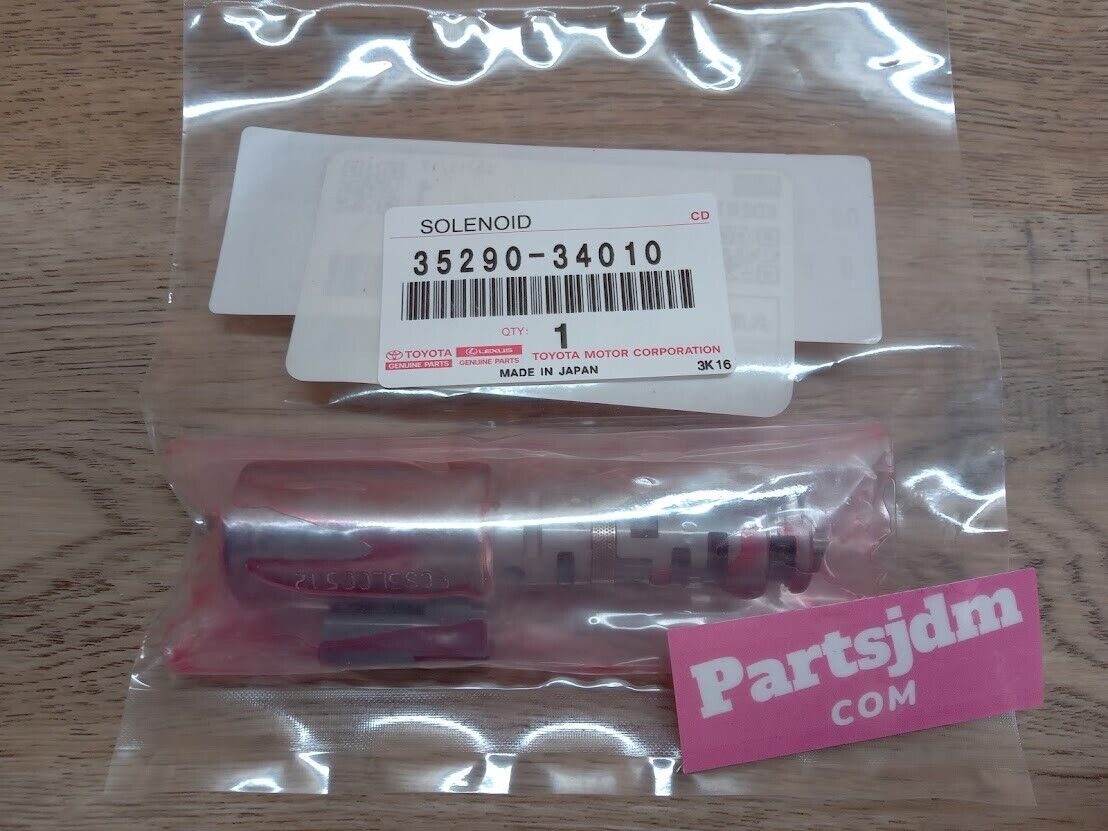 SOLENOID
CD
35290-34010
QTY: 1
TOYOTA
GENUINE PARTS
LEXUS
GENUINE PARTS
TOYOTA MOTOR CORPORATION
MADE IN JAPAN
3K16
Partsjdm
COM